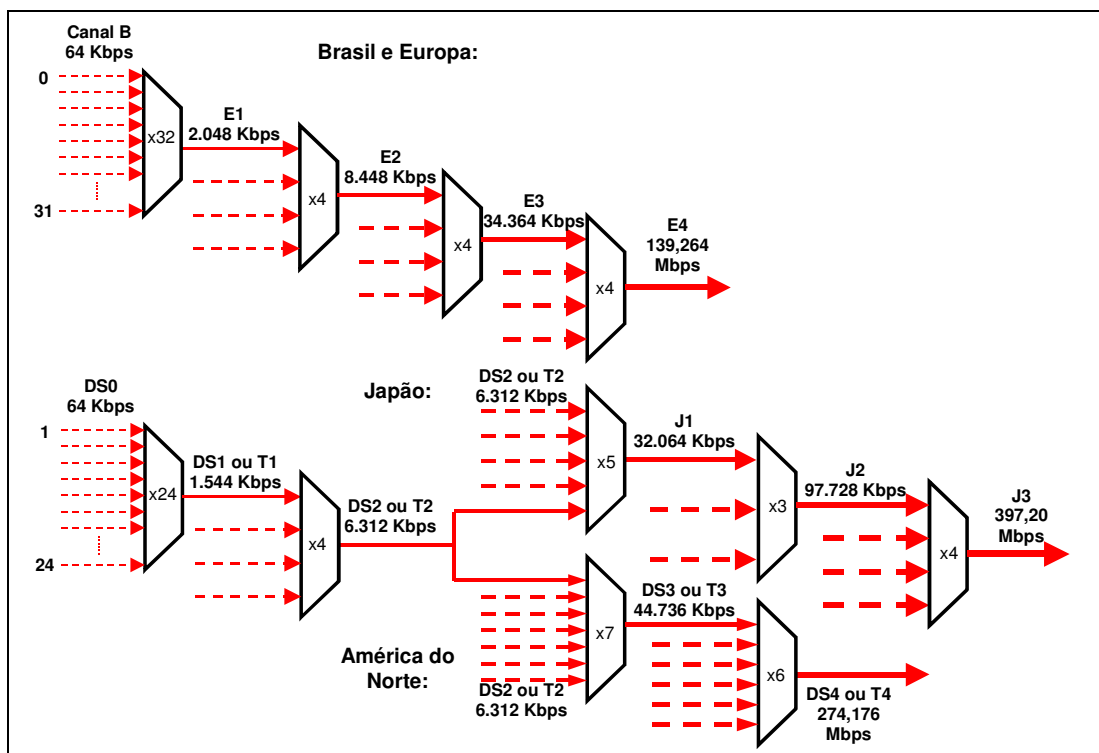 Canal B
64 Kbps
Brasil e Europa:
0
31
x32
E1
2.048 Kbps
x4
E2
8.448 Kbps
x4
E3
34.364 Kbps
x4
E4
139,264
Mbps
DS0
64 Kbps
1
24
x24
DS1 ou T1
1.544 Kbps
x4
DS2 ou T2
6.312 Kbps
Japão:
DS2 ou T2
6.312 Kbps
x5
J1
32.064 Kbps
x3
J2
97.728 Kbps
x4
J3
397,20
Mbps
América do
Norte:
DS2 ou T2
6.312 Kbps
x7
DS3 ou T3
44.736 Kbps
x6
DS4 ou T4
274,176
Mbps